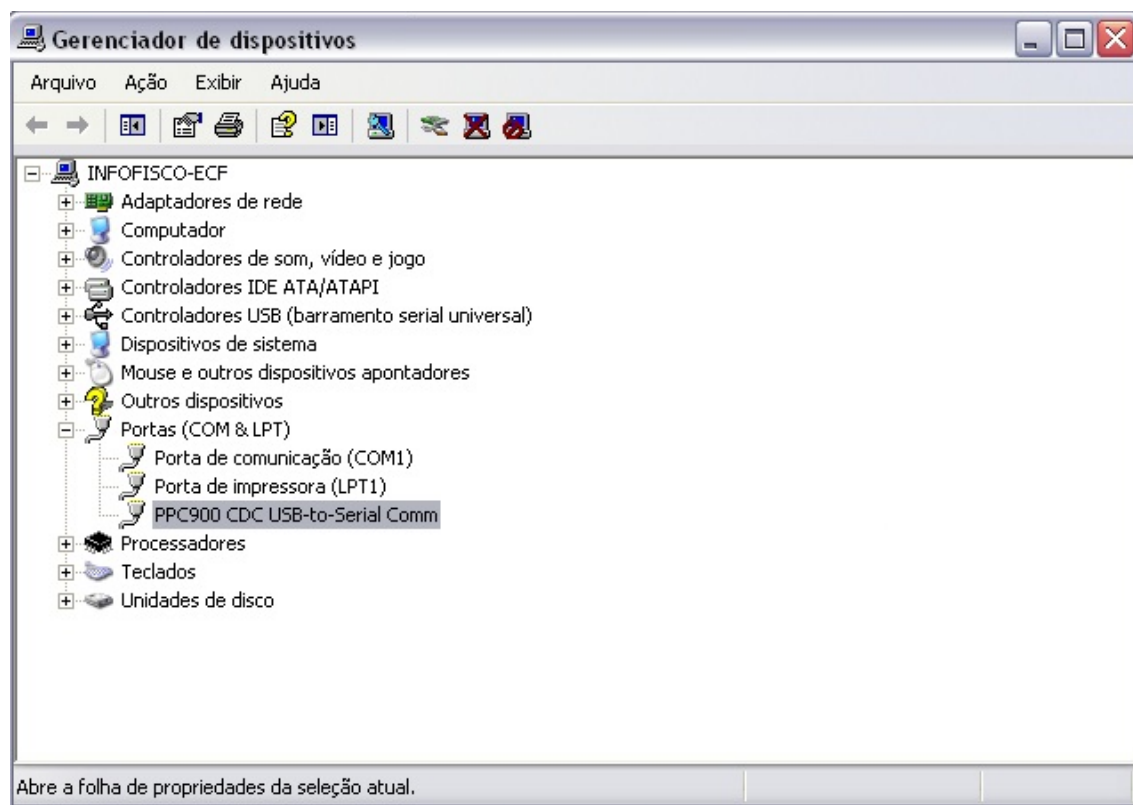 Gerenciador de dispositivos
Arquivo Ação Exibir Ajuda
INFOFISCO-ECF
Adaptadores de rede
Computador
Controladores de som, vídeo e jogo
Controladores IDE ATA/ATAPI
Controladores USB (barramento serial universal)
Dispositivos de sistema
Mouse e outros dispositivos apontadores
Outros dispositivos
Portas (COM & LPT)
Porta de comunicação (COM1)
Porta de impressora (LPT1)
PPC900 CDC USB-to-Serial Comm
Processadores
Teclados
Unidades de disco
Abre a folha de propriedades da seleção atual.